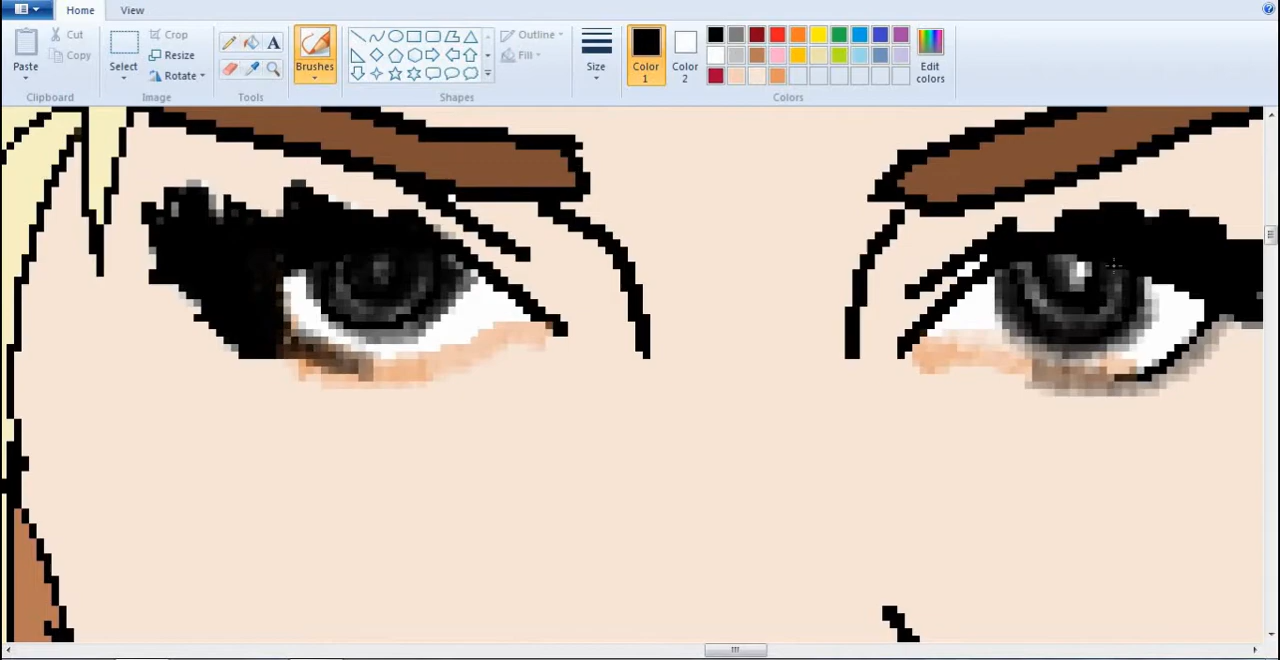 Home View
Paste
Cut
Copy
Clipboard
Select
Crop
Resize
Rotate
Image
A
Tools
Brushes
Outline
Fill
Shapes
Size
Color 1
Color 2
Edit colors
Colors